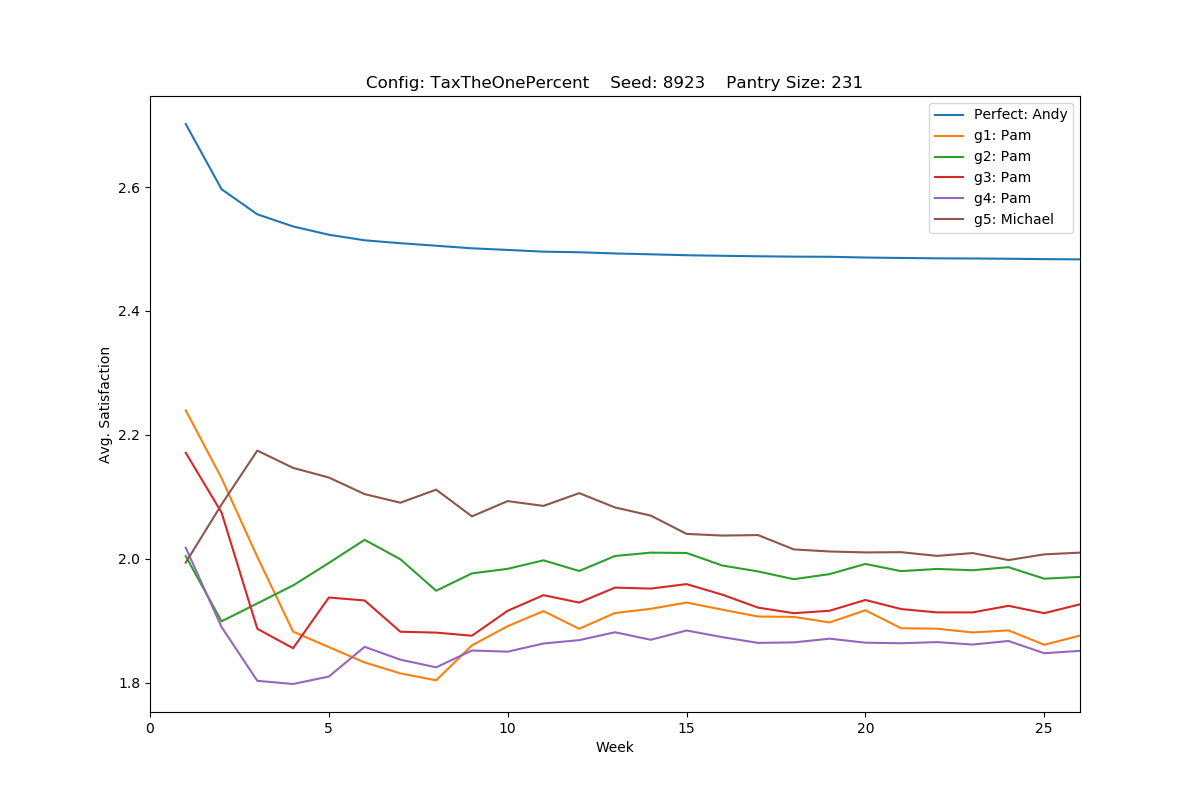 Config: TaxTheOnePercent    Seed: 8923    Pantry Size: 231
Perfect: Andy
g1: Pam
g2: Pam
g3: Pam
g4: Pam
g5: Michael
Avg. Satisfaction
2.6
2.4
2.2
2.0
1.8
0
5
10
15
20
25
Week